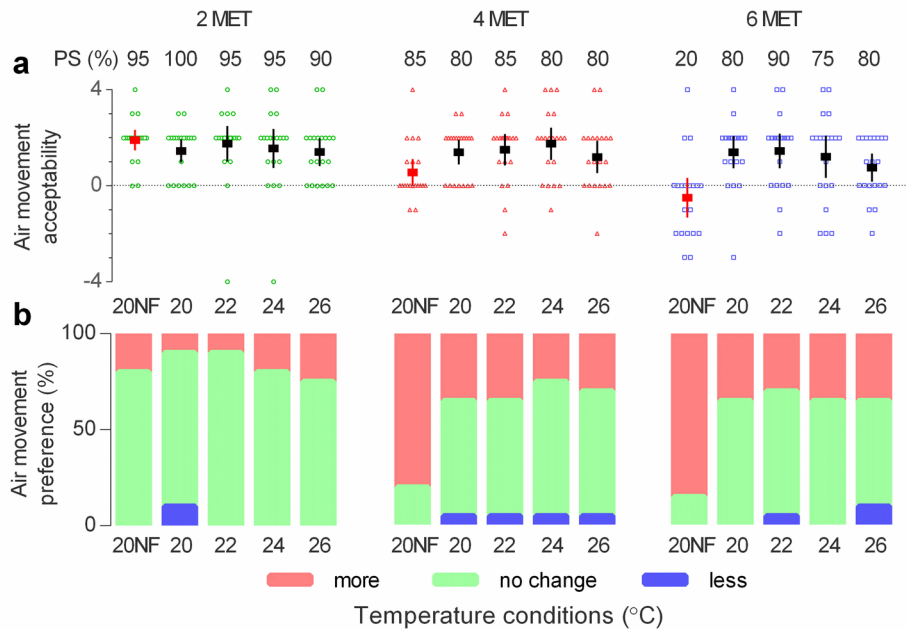 2 MET 4 MET 6 MET
a PS (%) 95 100 95 95 90 85 80 85 80 80 20 80 90 75 80
Air movement
acceptability
4
0
-4
20NF 20 22 24 26 20NF 20 22 24 26 20NF 20 22 24 26
b
Air movement
preference (%)
100
50
0
20NF 20 22 24 26 20NF 20 22 24 26 20NF 20 22 24 26
more no change less
Temperature conditions (°C)